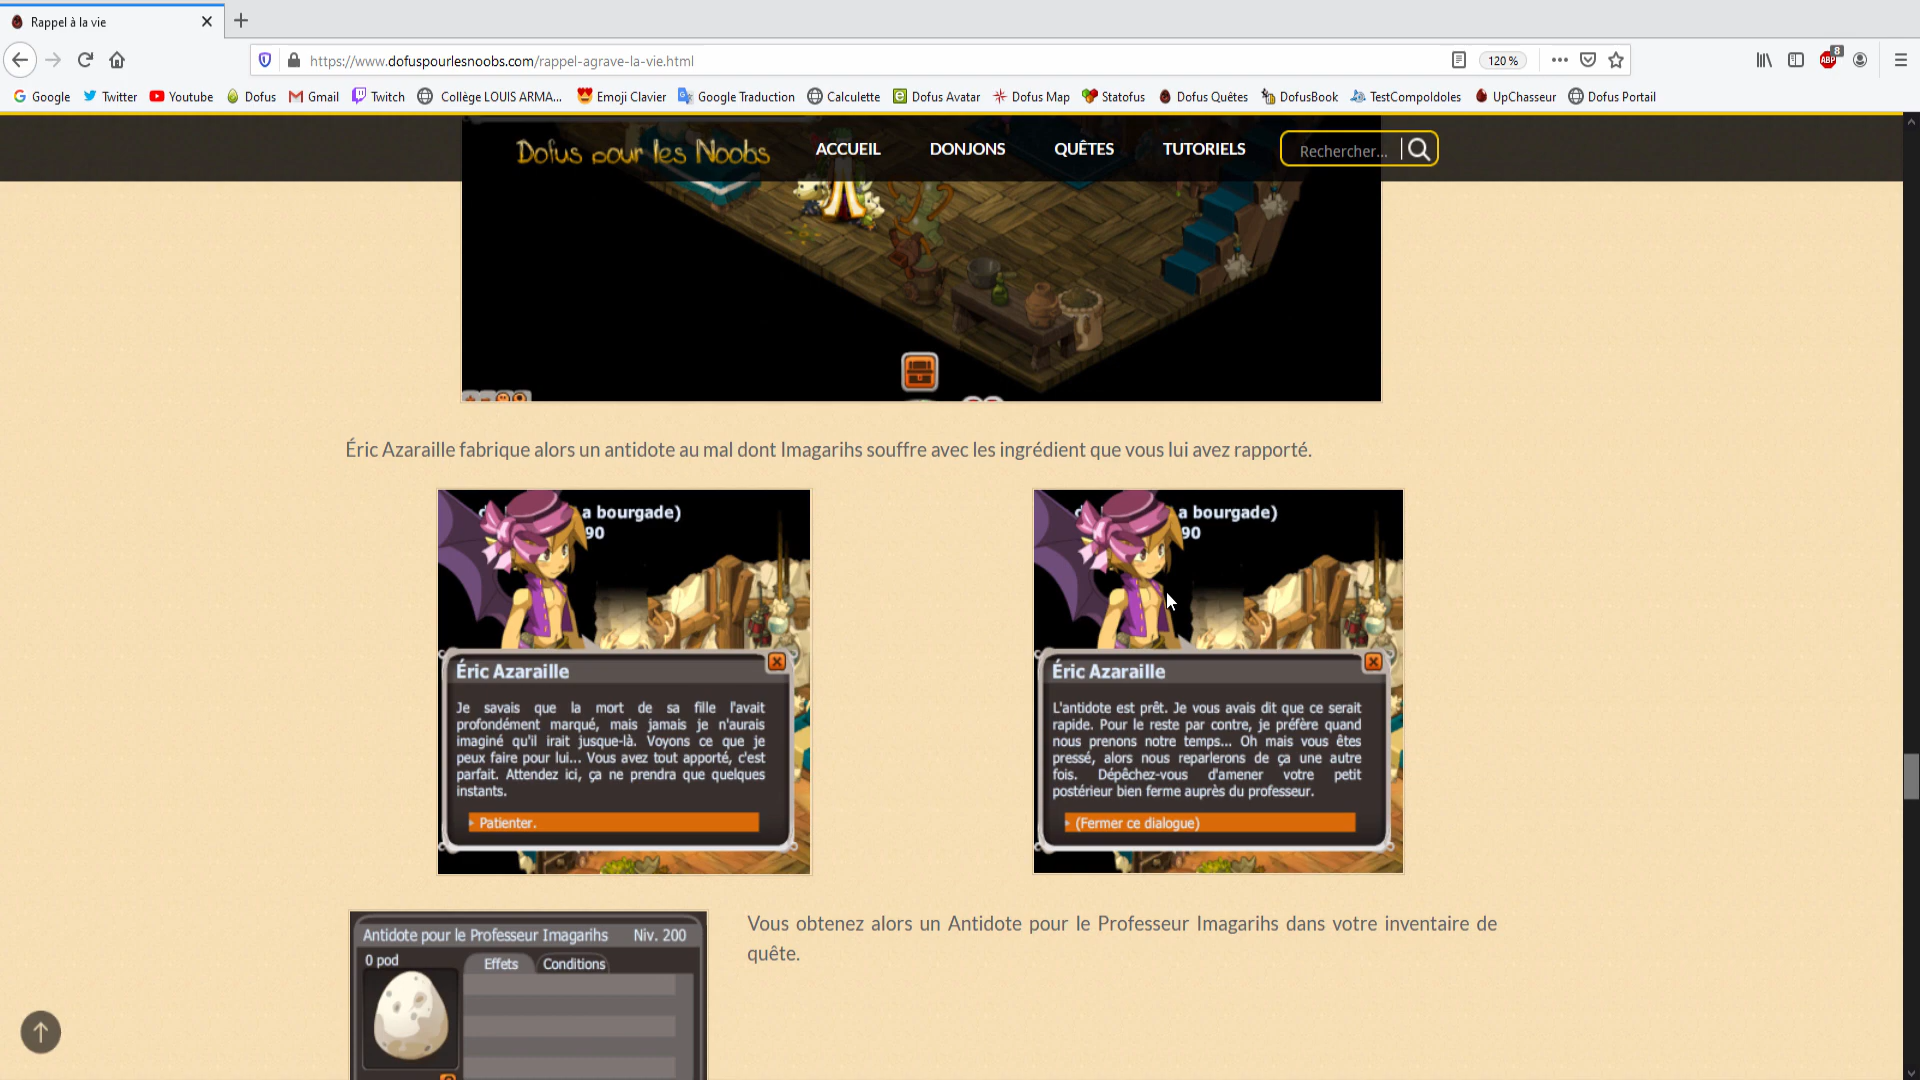 Rappel à la vie
https://www.dofuspourlesnoobs.com/rappel-agrave-la-vie.html
120 %
8
ABP
Google
Twitter
Youtube
Dofus
Gmail
Twitch
Collège LOUIS ARMA...
Emoji Clavier
Google Traduction
Calculette
Dofus Avatar
Dofus Map
Statofus
Dofus Quêtes
DofusBook
TestCompoIdoles
UpChasseur
Dofus Portail
Dofus pour les Noobs
ACCUEIL
DONJONS
QUÊTES
TUTORIELS
Rechercher...
Éric Azaraille fabrique alors un antidote au mal dont Imagarihs souffre avec les ingrédient que vous lui avez rapporté.
a bourgade)
90
Éric Azaraille
Je savais que la mort de sa fille l'avait
profondément marqué, mais jamais je n'aurais
imaginé qu'il irait jusque-là. Voyons ce que je
peux faire pour lui... Vous avez tout apporté, c'est
parfait. Attendez ici, ça ne prendra que quelques
instants.
Patienter.
a bourgade)
90
Éric Azaraille
L'antidote est prêt. Je vous avais dit que ce serait
rapide. Pour le reste par contre, je préfère quand
nous prenons notre temps... Oh mais vous êtes
pressé, alors nous reparlerons de ça une autre
fois. Dépêchez-vous d'amener votre petit
postérieur bien ferme auprès du professeur.
(Fermer ce dialogue)
Antidote pour le Professeur Imagarihs Niv. 200
0 pod
Effets
Conditions
Vous obtenez alors un Antidote pour le Professeur Imagarihs dans votre inventaire de
quête.